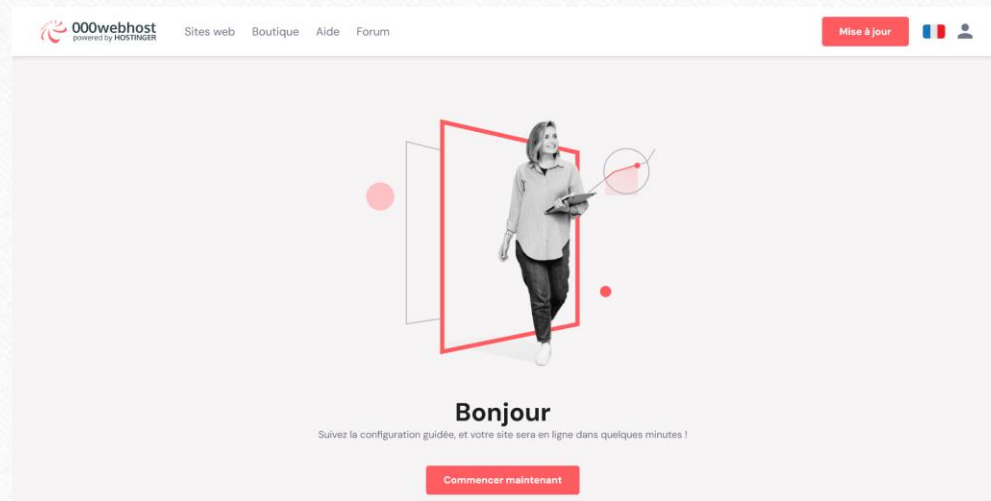 000webhost
powered by HOSTINGER
Sites web Boutique Aide Forum
Mise à jour
Bonjour
Suivez la configuration guidée, et votre site sera en ligne dans quelques minutes !
Commencer maintenant